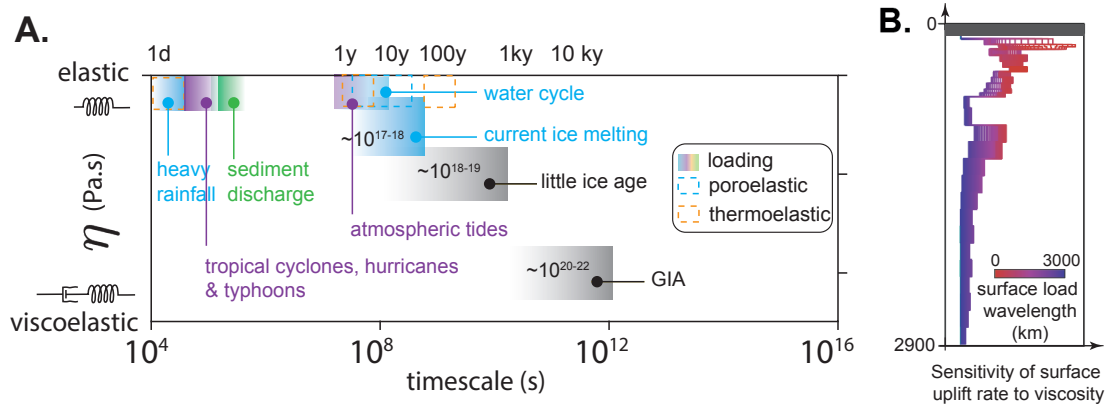 A.
1d 1y 10y 100y 1ky 10 ky
elastic
water cycle
~10^17-18
current ice melting
heavy
rainfall
sediment
discharge
~10^18-19
little ice age
loading
poroelastic
thermoelastic
η (Pa.s)
atmospheric tides
tropical cyclones, hurricanes
& typhoons
~10^20-22
GIA
viscoelastic
10^4 10^8 10^12 10^16
timescale (s)
B.
0
0 3000
surface load
wavelength
(km)
2900
Sensitivity of surface
uplift rate to viscosity